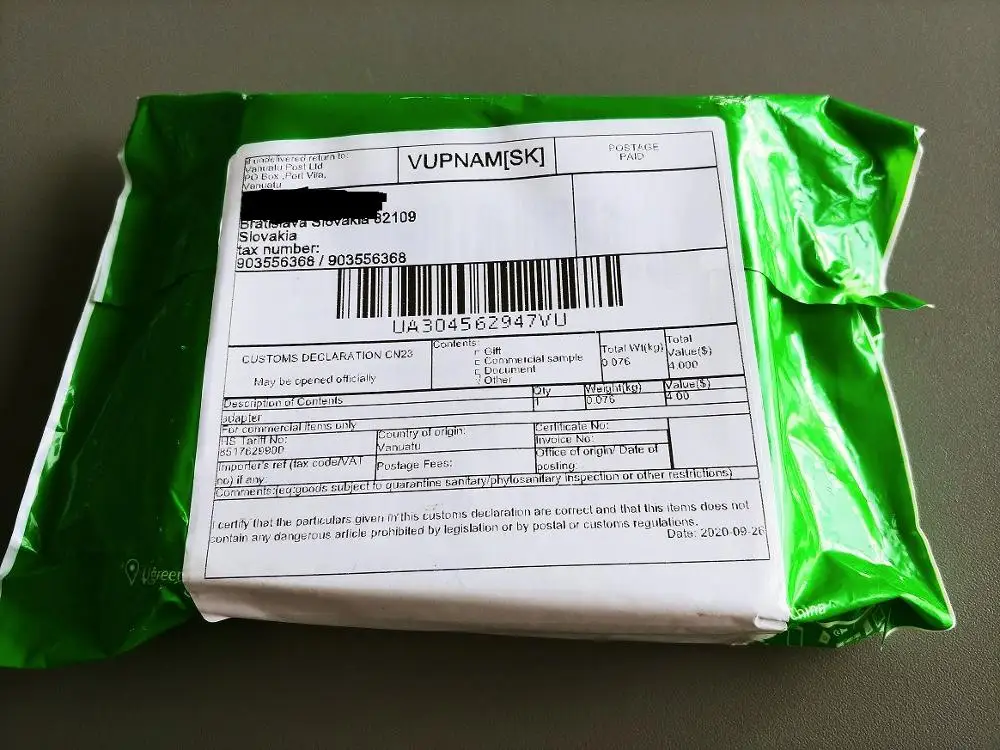 If undelivered return to:
Vanuatu Post Ltd
PO Box ,Port Vila,
Vanuatu
VUPNAM[SK]
POSTAGE
PAID
Bratislava Slovakia 82109
Slovakia
tax number:
903556368 / 903556368
UA304562947VU
CUSTOMS DECLARATION CN23
May be opened officially
Contents:
Gift
Commercial sample
Document
Other
Total Wt(kg)
0.076
Total
Value($)
4.000
Description of Contents
Qty
Weight(kg)
Value($)
adapter
1
0.076
4.00
For commercial items only
HS Tariff No:
8517629900
Country of origin:
Vanuatu
Certificate No:
Invoice No:
Importer's ref (tax code/VAT
no) if any:
Postage Fees:
Office of origin/ Date of
posting:
Comments:(eg:goods subject to quarantine sanitary/phytosanitary inspection or other restrictions)
I certify that the particulars given in this customs declaration are correct and that this items does not
contain any dangerous article prohibited by legislation or by postal or customs regulations.
Date: 2020-09-26
Ugreen
China